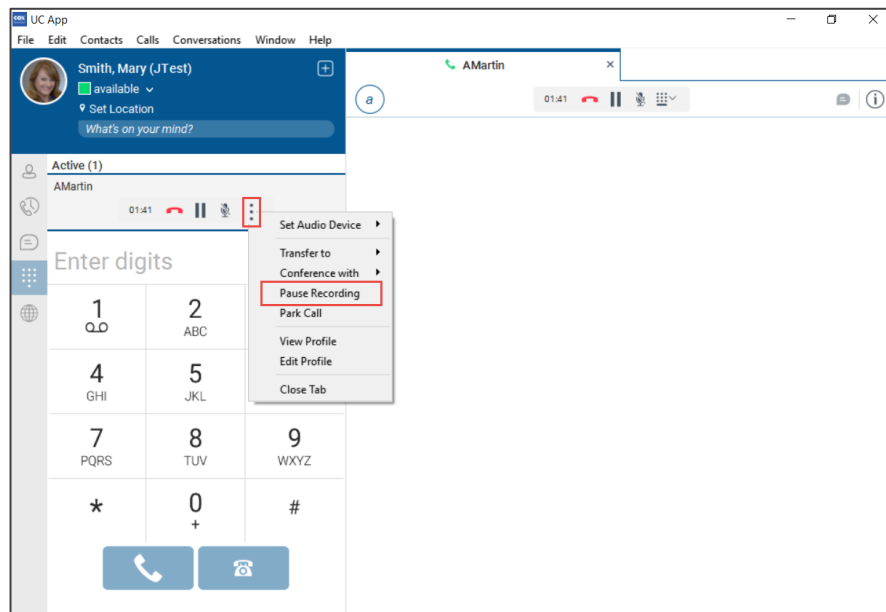 COX UC App
File Edit Contacts Calls Conversations Window Help
Smith, Mary (JTest)
available
Set Location
What's on your mind?
AMartin
a
01:41
Active (1)
AMartin
01:41
Set Audio Device
Transfer to
Conference with
Pause Recording
Park Call
View Profile
Edit Profile
Close Tab
Enter digits
1
2
ABC
4
GHI
5
JKL
7
PQRS
8
TUV
9
WXYZ
*
0
+
#